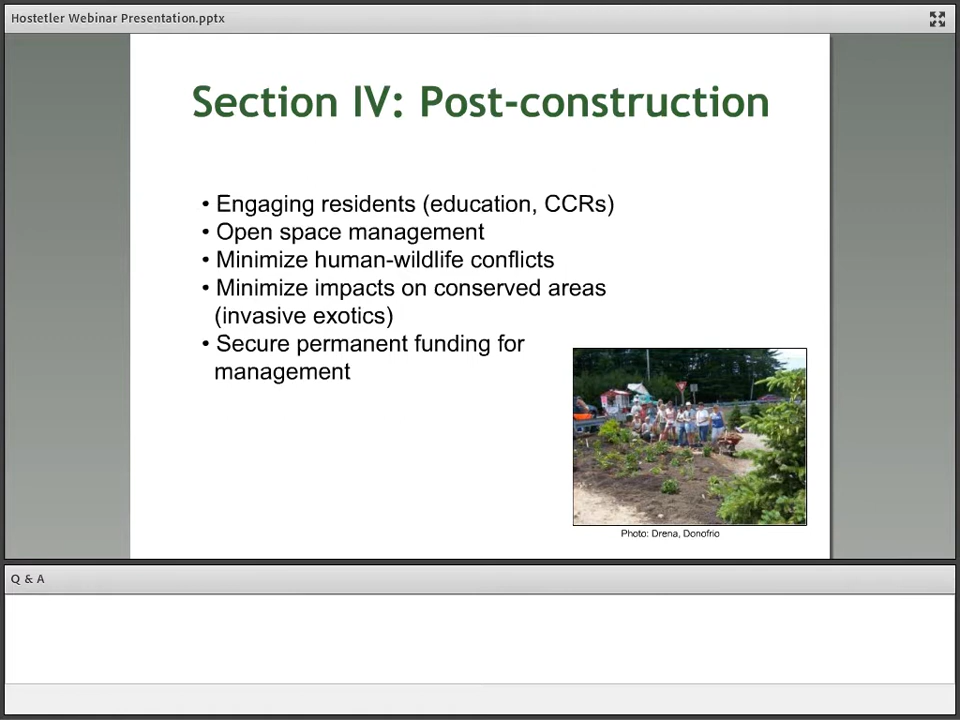 Hostetler Webinar Presentation.pptx
Section IV: Post-construction
• Engaging residents (education, CCRs)
• Open space management
• Minimize human-wildlife conflicts
• Minimize impacts on conserved areas
(invasive exotics)
• Secure permanent funding for
management
Photo: Drena, Donofrio
Q & A